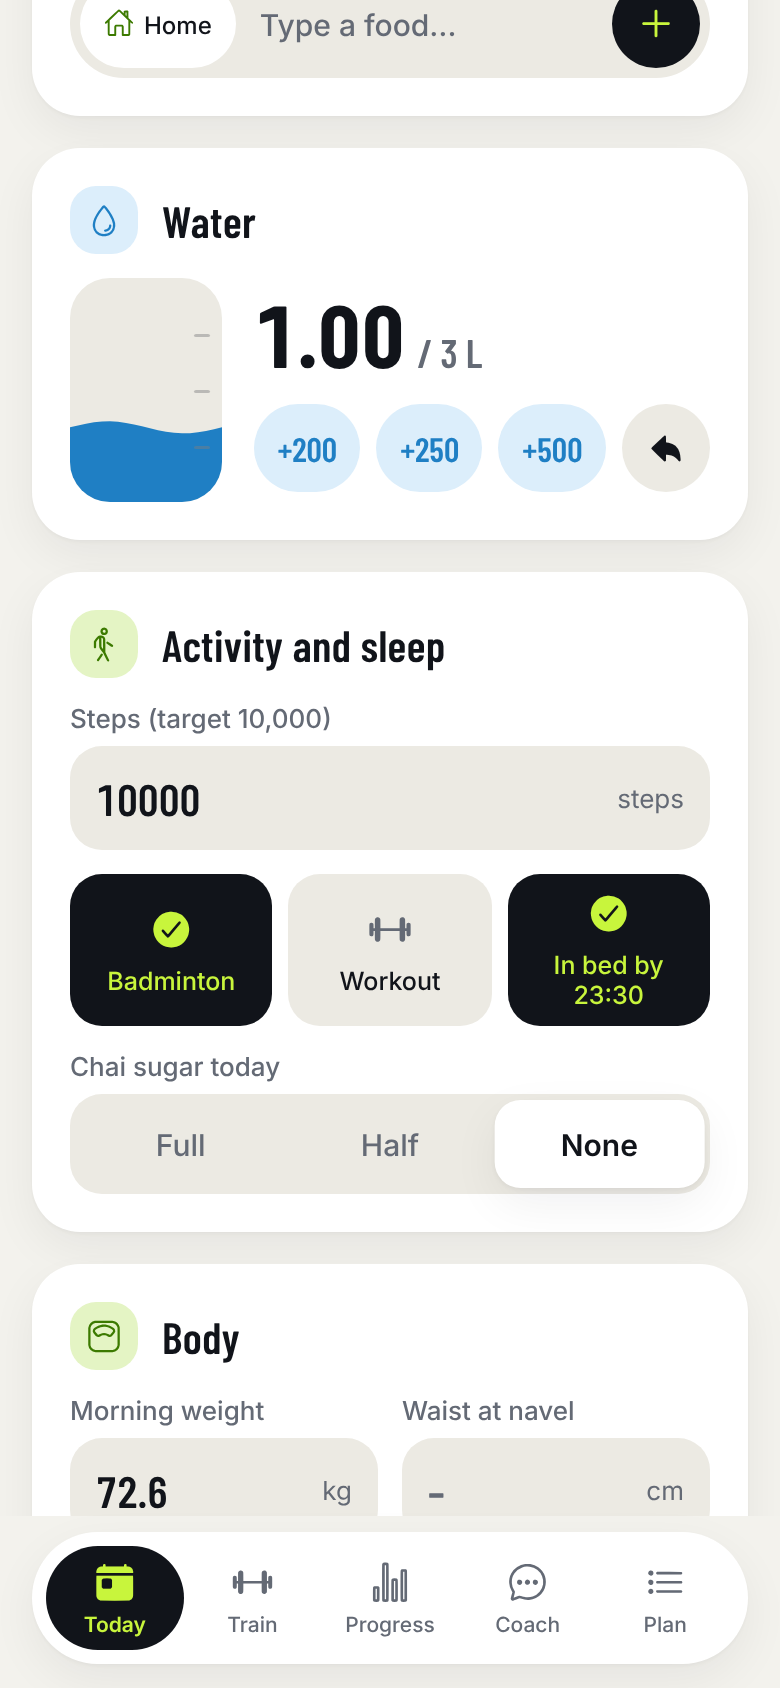 Home
Type a food...
Water
1.00 / 3 L
+200 +250 +500
Activity and sleep
Steps (target 10,000)
10000 steps
Badminton
Workout
In bed by
23:30
Chai sugar today
Full Half None
Body
Morning weight Waist at navel
72.6 kg – cm
Today Train Progress Coach Plan